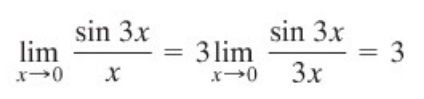 lim x→0 sin 3x / x = 3 lim x→0 sin 3x / 3x = 3